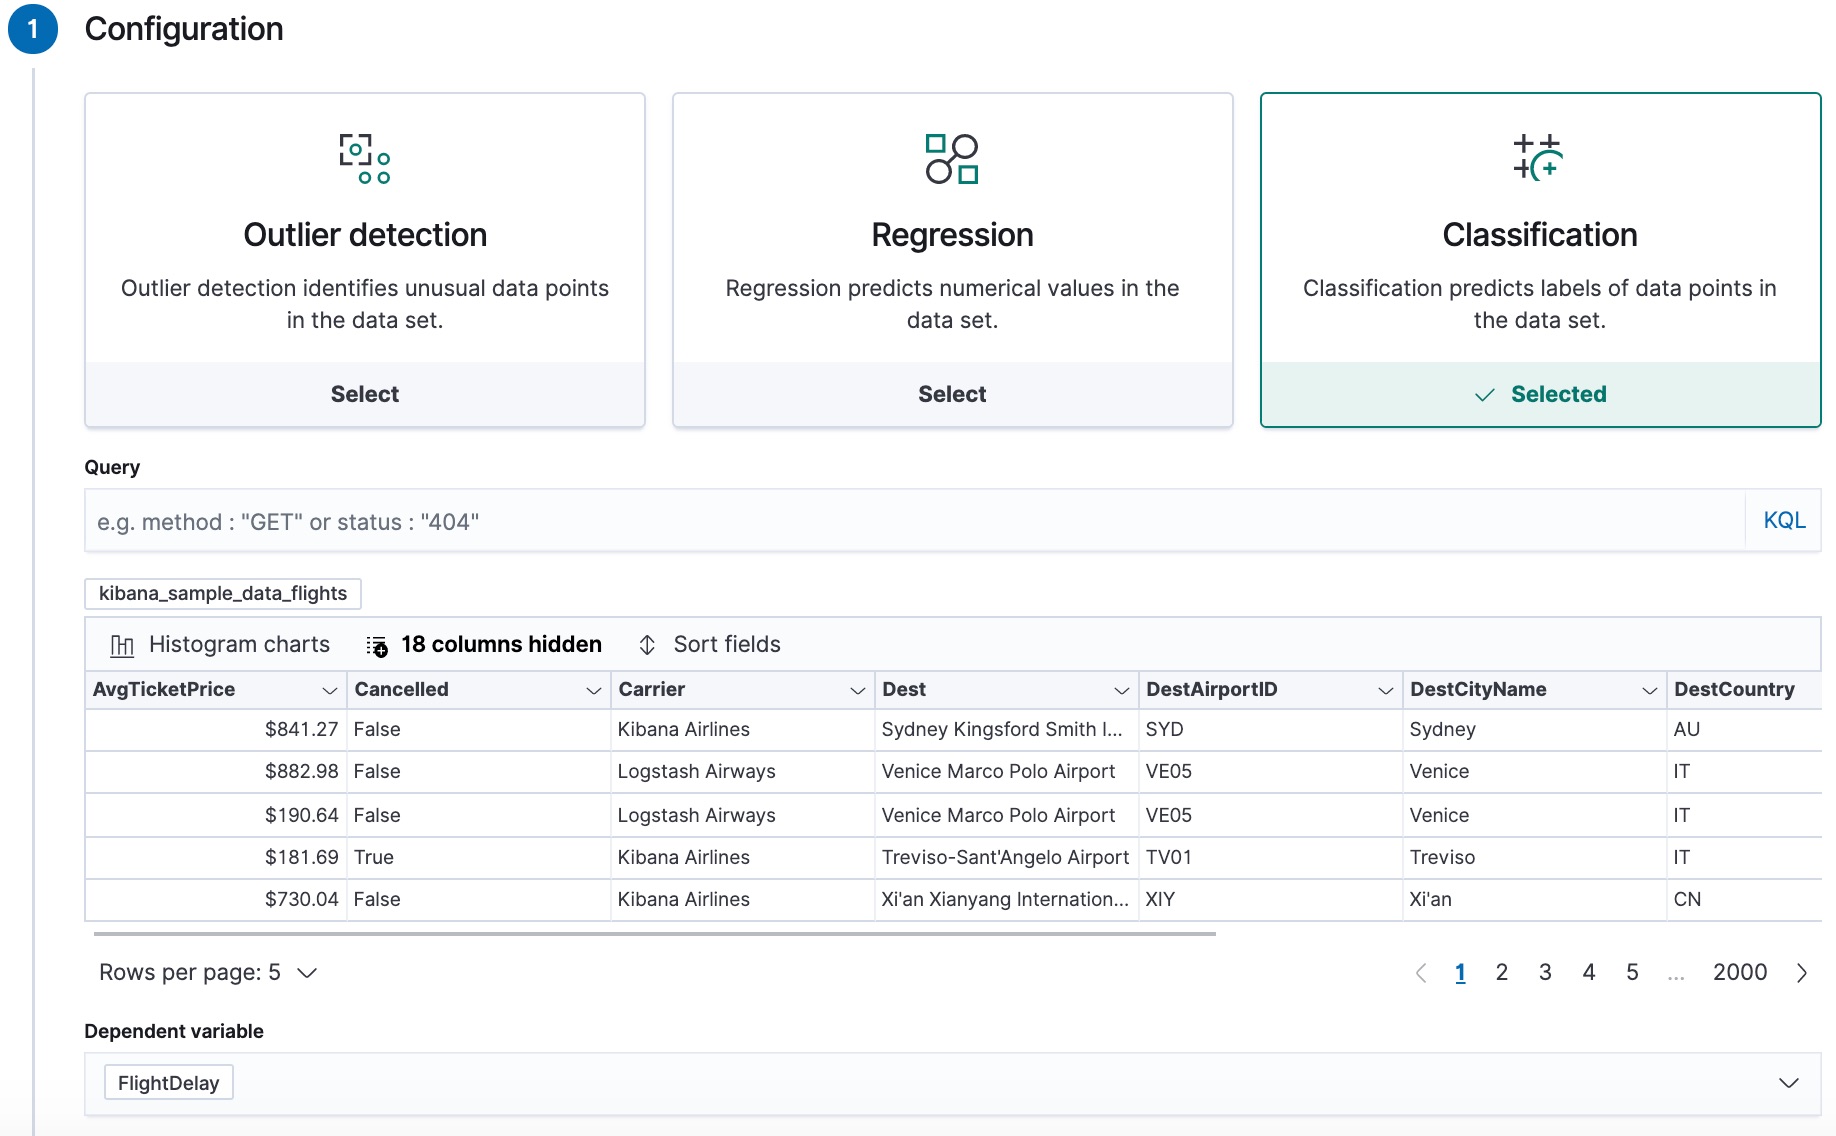 1 Configuration
Outlier detection
Outlier detection identifies unusual data points
in the data set.
Select
Regression
Regression predicts numerical values in the
data set.
Select
Classification
Classification predicts labels of data points in
the data set.
Selected
Query
e.g. method : "GET" or status : "404" KQL
kibana_sample_data_flights
Histogram charts 18 columns hidden Sort fields
AvgTicketPrice Cancelled Carrier Dest DestAirportID DestCityName DestCountry
$841.27 False Kibana Airlines Sydney Kingsford Smith I... SYD Sydney AU
$882.98 False Logstash Airways Venice Marco Polo Airport VE05 Venice IT
$190.64 False Logstash Airways Venice Marco Polo Airport VE05 Venice IT
$181.69 True Kibana Airlines Treviso-Sant'Angelo Airport TV01 Treviso IT
$730.04 False Kibana Airlines Xi'an Xianyang Internation... XIY Xi'an CN
Rows per page: 5 1 2 3 4 5 ... 2000
Dependent variable
FlightDelay